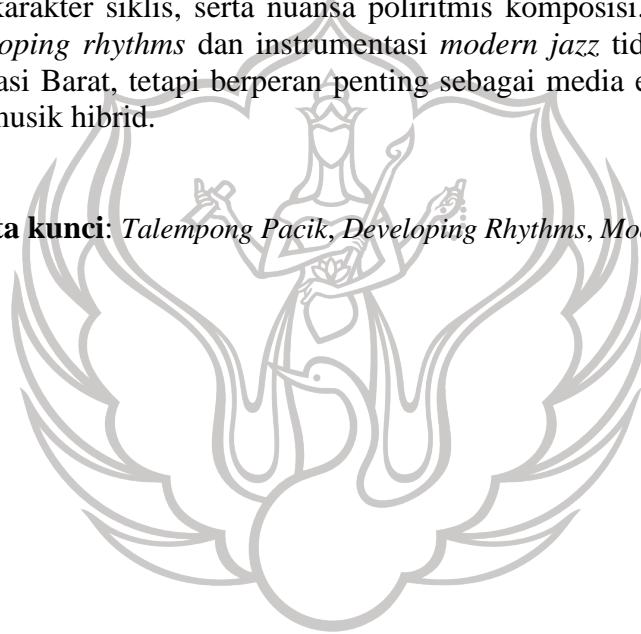 karakter siklis, serta nuansa poliritmis komposisi.
oping rhythms dan instrumentasi modern jazz tid
asi Barat, tetapi berperan penting sebagai media e
musik hibrid.
ta kunci: Talempong Pacik, Developing Rhythms, Mo